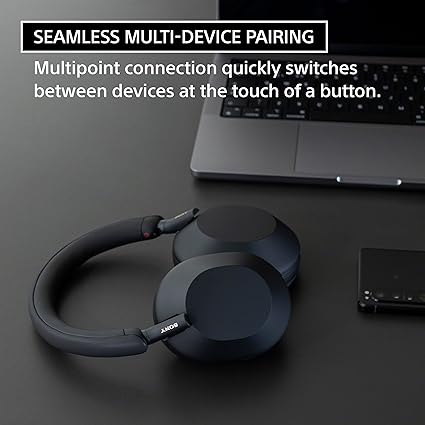 SEAMLESS MULTI-DEVICE PAIRING
Multipoint connection quickly switches
between devices at the touch of a button.
SONY